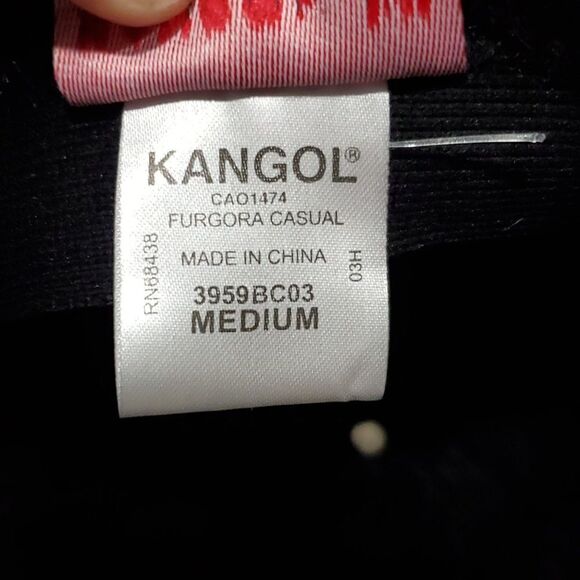 KANGOL®
CAO1474
FURGORA CASUAL
MADE IN CHINA
3959BC03
MEDIUM
RN68438
03H